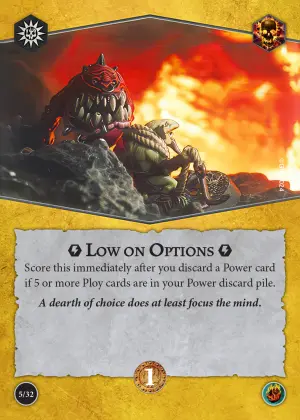 Low on Options
Score this immediately after you discard a Power card
if 5 or more Ploy cards are in your Power discard pile.
A dearth of choice does at least focus the mind.
1
5/32